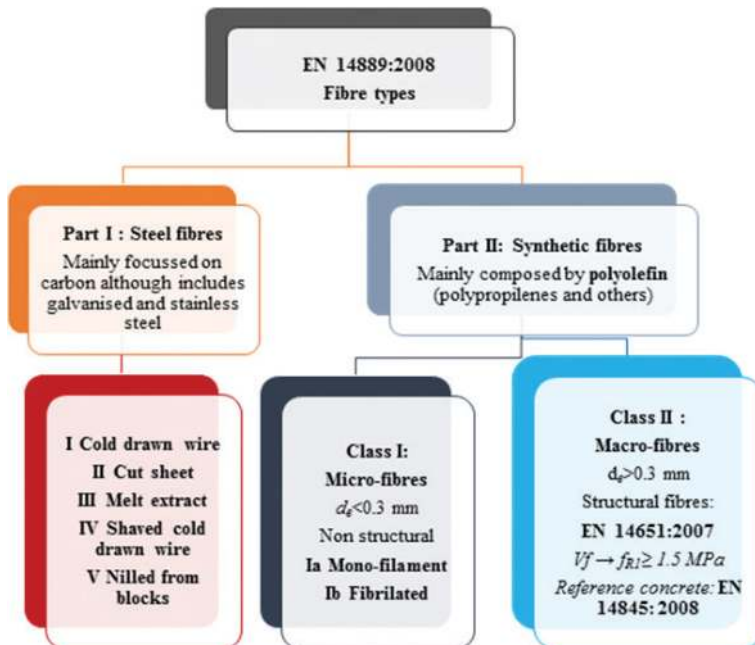 EN 14889:2008
Fibre types
Part I : Steel fibres
Mainly focussed on
carbon although includes
galvanised and stainless
steel
Part II: Synthetic fibres
Mainly composed by polyolefin
(polypropilenes and others)
I Cold drawn wire
II Cut sheet
III Melt extract
IV Shaved cold
drawn wire
V Nilled from
blocks
Class I:
Micro-fibres
de<0.3 mm
Non structural
Ia Mono-filament
Ib Fibrilated
Class II :
Macro-fibres
de>0.3 mm
Structural fibres:
EN 14651:2007
Vf → fR1≥ 1.5 MPa
Reference concrete: EN
14845: 2008